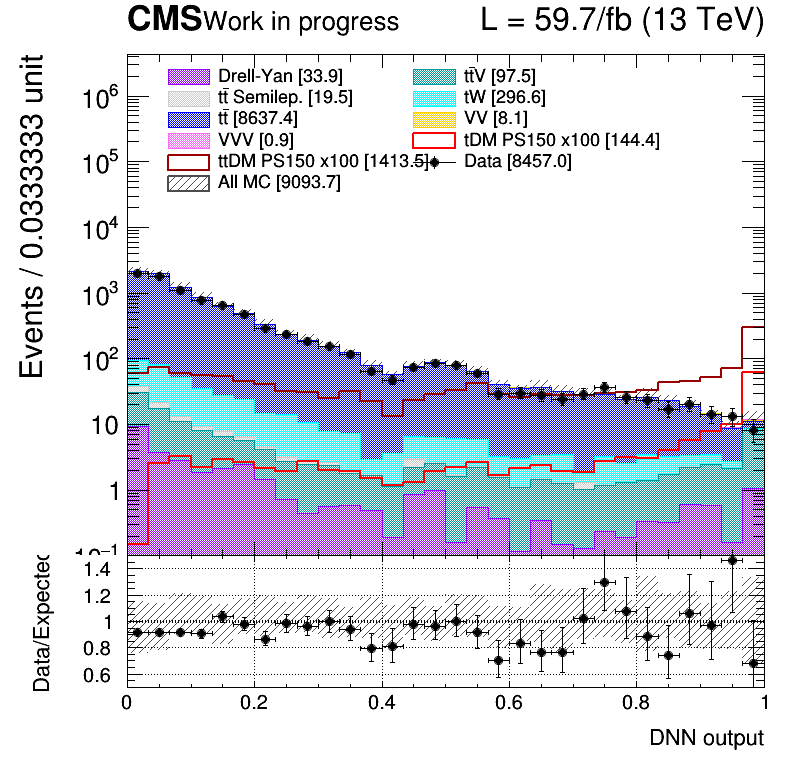 CMS Work in progress L = 59.7/fb (13 TeV)
Events / 0.0333333 unit
10⁶
10⁵
10⁴
10³
10²
10
1
10⁻¹
Drell-Yan [33.9] tt̄V [97.5]
tt̄ Semilep. [19.5] tW [296.6]
tt̄ [8637.4] VV [8.1]
VVV [0.9] tDM PS150 x100 [144.4]
ttDM PS150 x100 [1413.5] Data [8457.0]
All MC [9093.7]
Data/Expected
1.4
1.2
1
0.8
0.6
0 0.2 0.4 0.6 0.8 1
DNN output